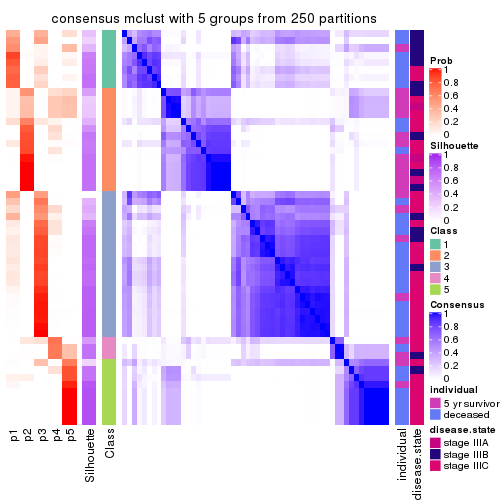 consensus mclust with 5 groups from 250 partitions
Prob
1
0.8
0.6
0.4
0.2
0
Silhouette
1
0.8
0.6
0.4
0.2
0
Class
1
2
3
4
5
Consensus
1
0.8
0.6
0.4
0.2
0
Individual
5 yr survivor
deceased
disease.state
stage IIIA
stage IIIB
stage IIIC
p1
p2
p3
p4
p5
Silhouette
Class
individual
disease.state